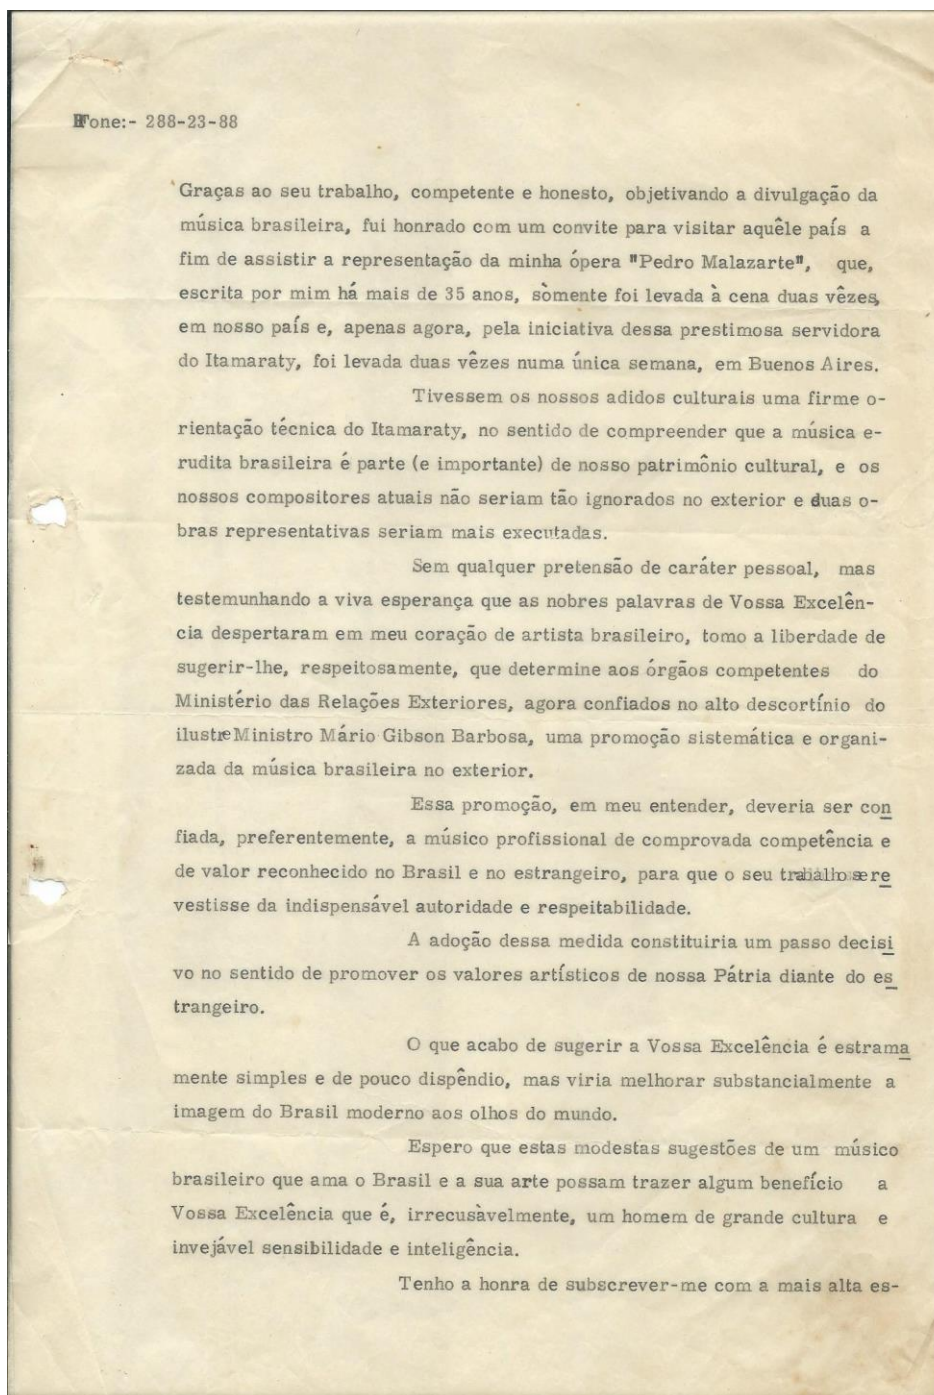 Fone:- 288-23-88
Graças ao seu trabalho, competente e honesto, objetivando a divulgação da
música brasileira, fui honrado com um convite para visitar aquêle país a
fim de assistir a representação da minha ópera "Pedro Malazarte", que,
escrita por mim há mais de 35 anos, sòmente foi levada à cena duas vêzes,
em nosso país e, apenas agora, pela iniciativa dessa prestimosa servidora
do Itamaraty, foi levada duas vêzes numa única semana, em Buenos Aires.
Tivessem os nossos adidos culturais uma firme o-
rientação técnica do Itamaraty, no sentido de compreender que a música e-
rudita brasileira é parte (e importante) de nosso patrimônio cultural, e os
nossos compositores atuais não seriam tão ignorados no exterior e duas o-
bras representativas seriam mais executadas.
Sem qualquer pretensão de caráter pessoal, mas
testemunhando a viva esperança que as nobres palavras de Vossa Excelên-
cia despertaram em meu coração de artista brasileiro, tomo a liberdade de
sugerir-lhe, respeitosamente, que determine aos órgãos competentes do
Ministério das Relações Exteriores, agora confiados no alto descortínio do
ilustre Ministro Mário Gibson Barbosa, uma promoção sistemática e organi-
zada da música brasileira no exterior.
Essa promoção, em meu entender, deveria ser con
fiada, preferentemente, a músico profissional de comprovada competência e
de valor reconhecido no Brasil e no estrangeiro, para que o seu trabalho se re
vestisse da indispensável autoridade e respeitabilidade.
A adoção dessa medida constituiria um passo decisi
vo no sentido de promover os valores artísticos de nossa Pátria diante do es
trangeiro.
O que acabo de sugerir a Vossa Excelência é estrama
mente simples e de pouco dispêndio, mas viria melhorar substancialmente a
imagem do Brasil moderno aos olhos do mundo.
Espero que estas modestas sugestões de um músico
brasileiro que ama o Brasil e a sua arte possam trazer algum benefício a
Vossa Excelência que é, irrecusàvelmente, um homem de grande cultura e
invejável sensibilidade e inteligência.
Tenho a honra de subscrever-me com a mais alta es-